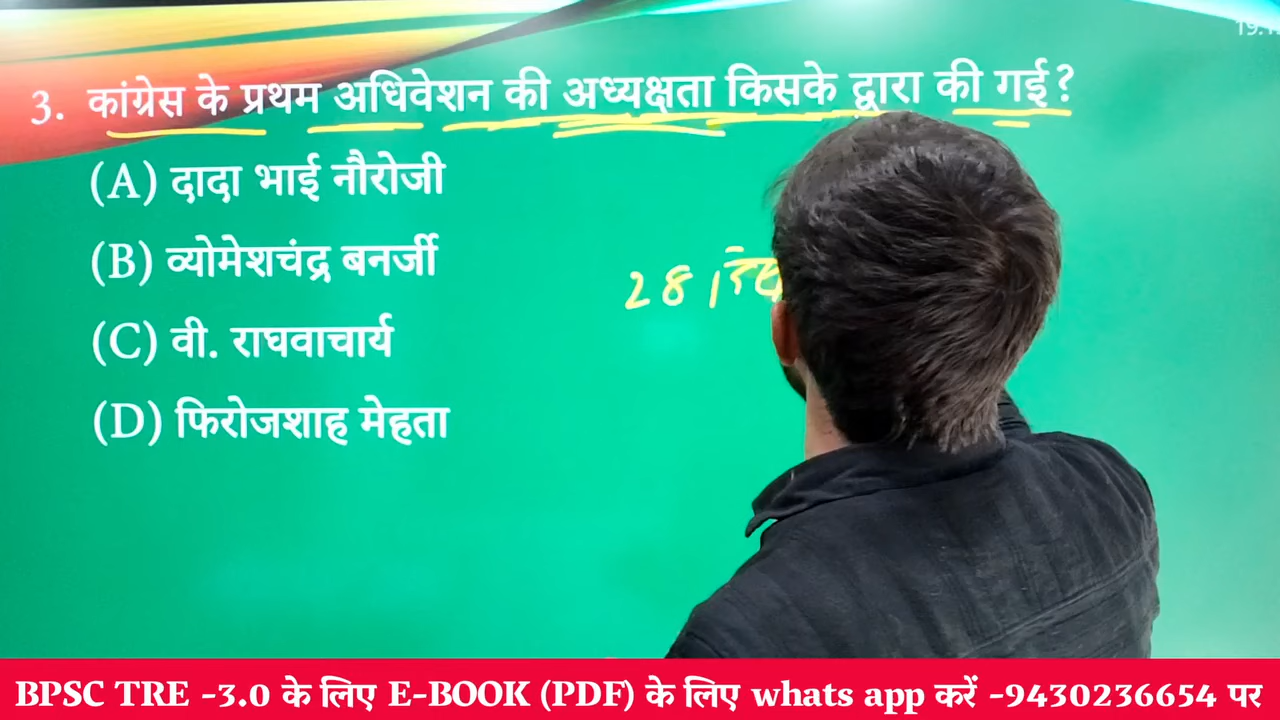 3. कांग्रेस के प्रथम अधिवेशन की अध्यक्षता किसके द्वारा की गई?
(A) दादा भाई नौरोजी
(B) व्योमेशचंद्र बनर्जी
28
(C) वी. राघवाचार्य
(D) फिरोजशाह मेहता
BPSC TRE -3.0 के लिए E-BOOK (PDF) के लिए whats app करें -9430236654 पर